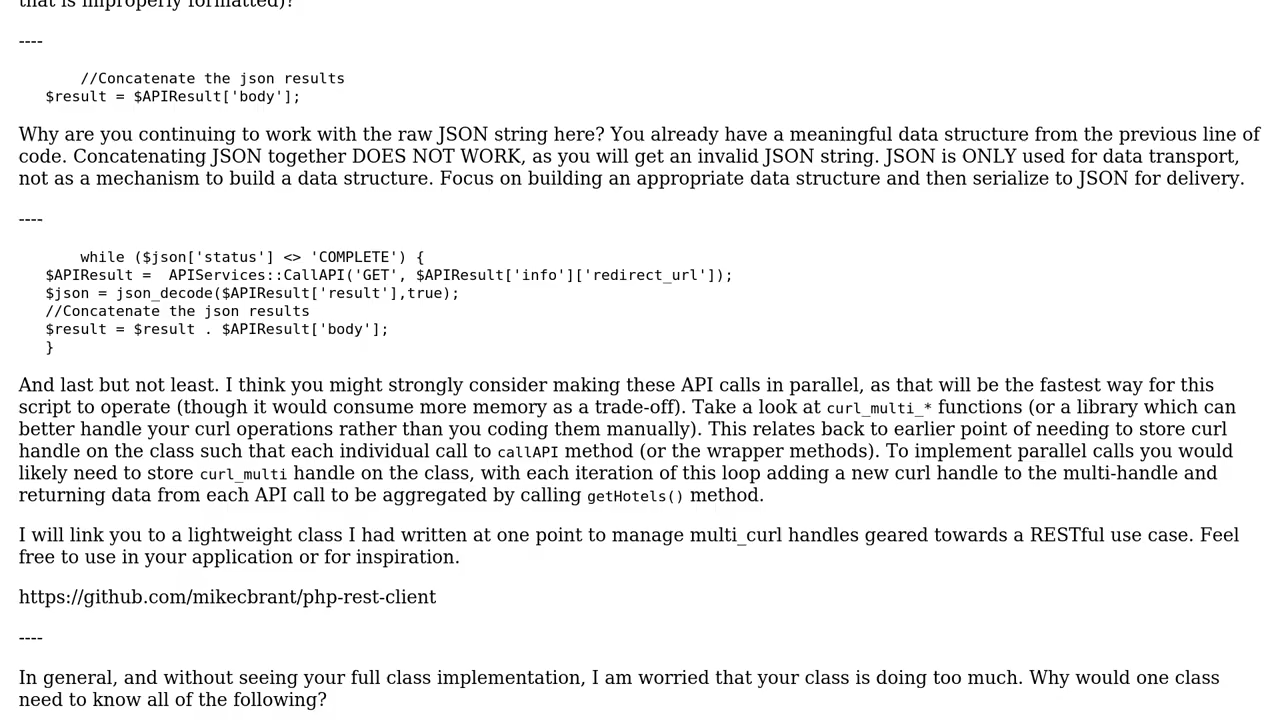 that is improperly formatted)?
----
//Concatenate the json results
$result = $APIResult['body'];
Why are you continuing to work with the raw JSON string here? You already have a meaningful data structure from the previous line of
code. Concatenating JSON together DOES NOT WORK, as you will get an invalid JSON string. JSON is ONLY used for data transport,
not as a mechanism to build a data structure. Focus on building an appropriate data structure and then serialize to JSON for delivery.
----
while ($json['status'] <> 'COMPLETE') {
$APIResult =  APIServices::CallAPI('GET', $APIResult['info']['redirect_url']);
$json = json_decode($APIResult['result'],true);
//Concatenate the json results
$result = $result . $APIResult['body'];
}
And last but not least. I think you might strongly consider making these API calls in parallel, as that will be the fastest way for this
script to operate (though it would consume more memory as a trade-off). Take a look at curl_multi_* functions (or a library which can
better handle your curl operations rather than you coding them manually). This relates back to earlier point of needing to store curl
handle on the class such that each individual call to callAPI method (or the wrapper methods). To implement parallel calls you would
likely need to store curl_multi handle on the class, with each iteration of this loop adding a new curl handle to the multi-handle and
returning data from each API call to be aggregated by calling getHotels() method.
I will link you to a lightweight class I had written at one point to manage multi_curl handles geared towards a RESTful use case. Feel
free to use in your application or for inspiration.
https://github.com/mikecbrant/php-rest-client
----
In general, and without seeing your full class implementation, I am worried that your class is doing too much. Why would one class
need to know all of the following?